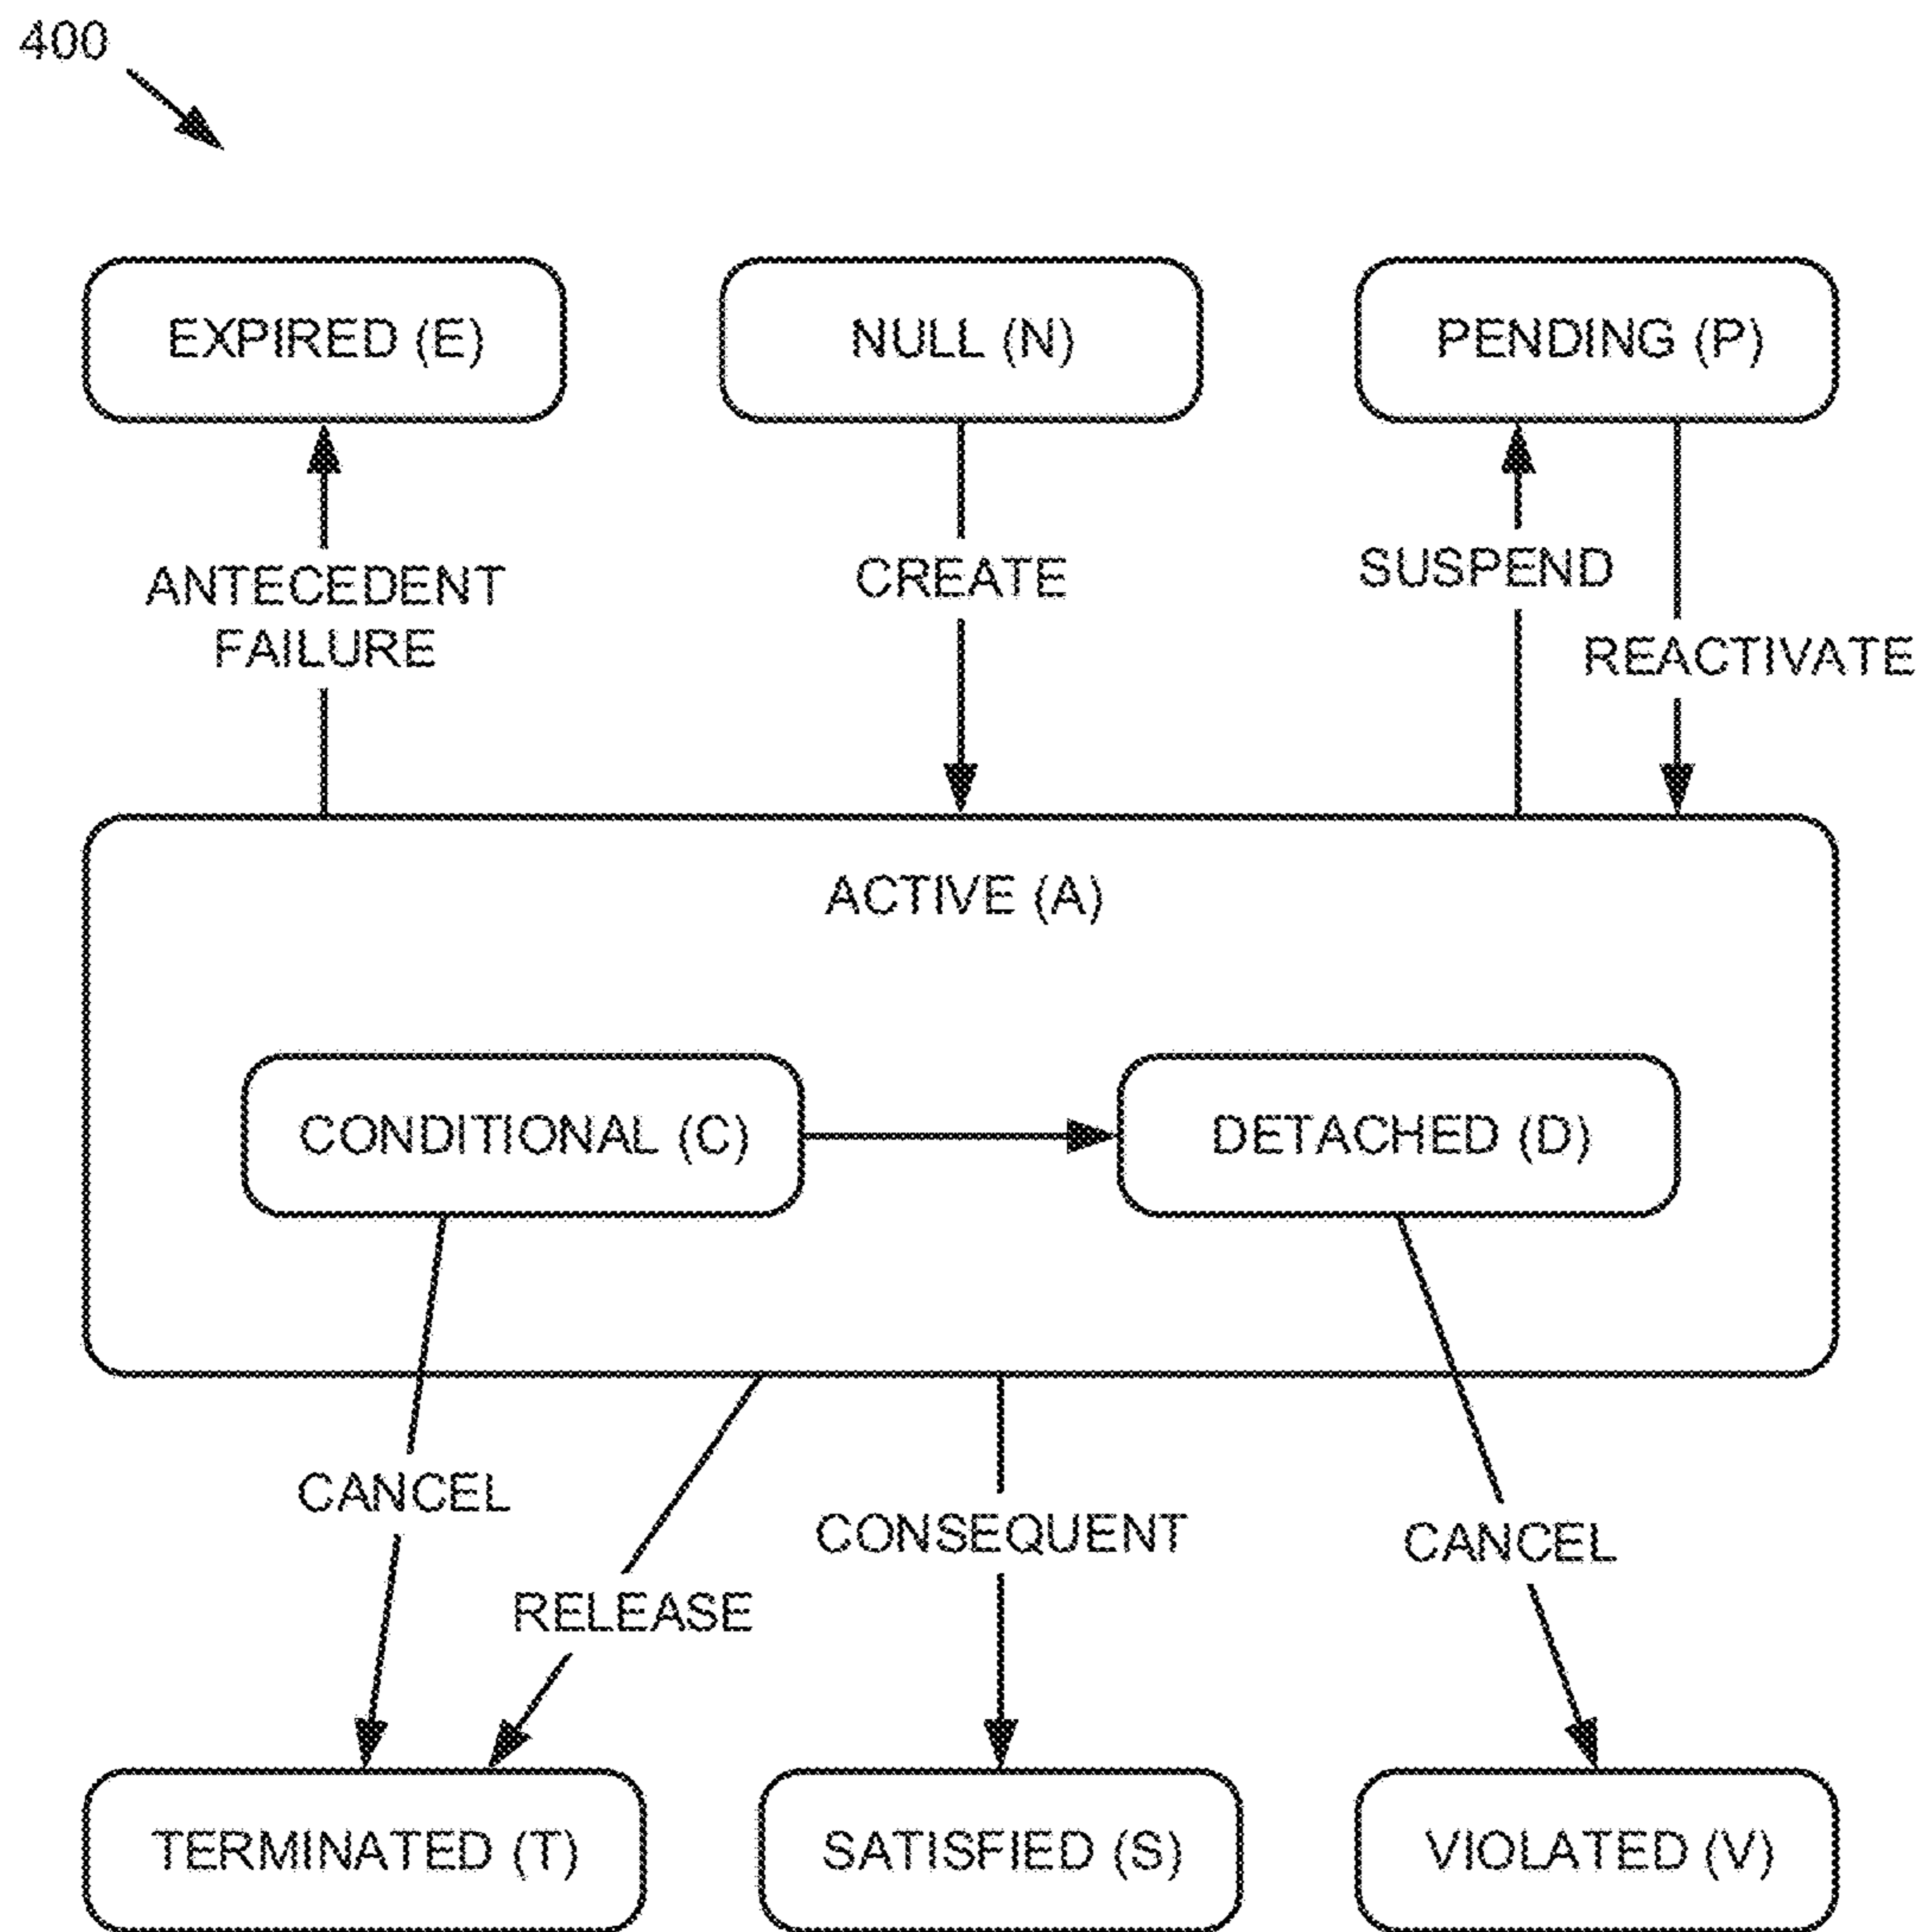 400
EXPIRED (E)
NULL (N)
PENDING (P)
ANTECEDENT
FAILURE
CREATE
SUSPEND
REACTIVATE
ACTIVE (A)
CONDITIONAL (C)
DETACHED (D)
CANCEL
RELEASE
CONSEQUENT
CANCEL
TERMINATED (T)
SATISFIED (S)
VIOLATED (V)